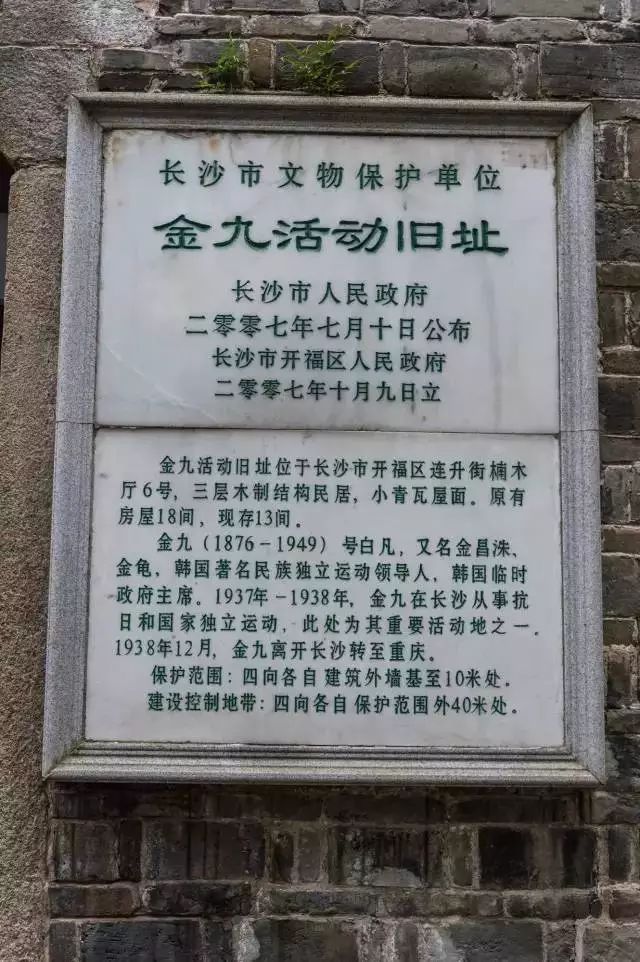 长沙市文物保护单位
金九活动旧址
长沙市人民政府
二零零七年七月十日公布
长沙市开福区人民政府
二零零七年十月九日立
金九活动旧址位于长沙市开福区连升街楠木
厅6号，三层木制结构民居，小青瓦屋面。原有
房屋18间，现存13间。
金九（1876－1949）号白凡，又名金昌洙、
金龟，韩国著名民族独立运动领导人，韩国临时
政府主席。1937年－1938年，金九在长沙从事抗
日和国家独立运动，此处为其重要活动地之一。
1938年12月，金九离开长沙转至重庆。
保护范围：四向各自建筑外墙基至10米处。
建设控制地带：四向各自保护范围外40米处。